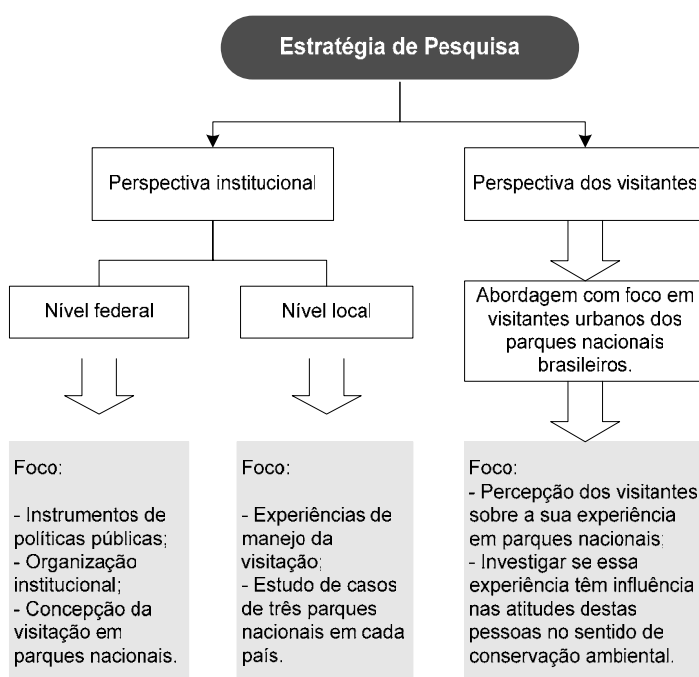 Estratégia de Pesquisa
Perspectiva institucional
Perspectiva dos visitantes
Nível federal
Nível local
Abordagem com foco em
visitantes urbanos dos
parques nacionais
brasileiros.
Foco:
- Instrumentos de
políticas públicas;
- Organização
institucional;
- Concepção da
visitação em
parques nacionais.
Foco:
- Experiências de
manejo da
visitação;
- Estudo de casos
de três parques
nacionais em cada
país.
Foco:
- Percepção dos visitantes
sobre a sua experiência
em parques nacionais;
- Investigar se essa
experiência têm influência
nas atitudes destas
pessoas no sentido de
conservação ambiental.